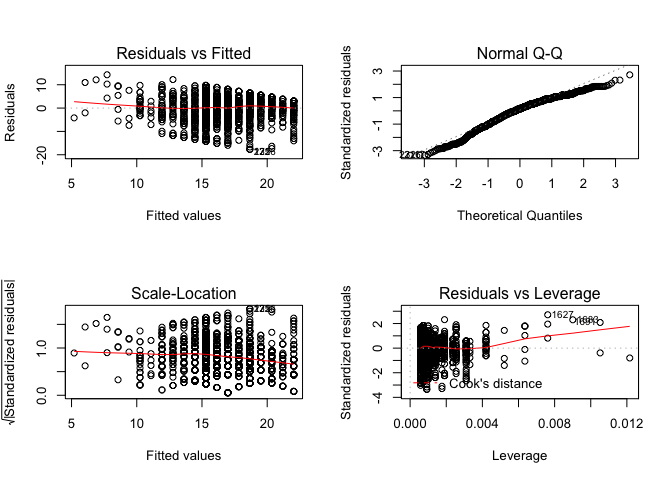 Residuals vs Fitted
Residuals
10
0
-20
5
10
15
20
Fitted values
Normal Q-Q
Standardized residuals
3
1
-1
-3
-3
-2
-1
0
1
2
3
Theoretical Quantiles
Scale-Location
√|Standardized residuals|
1.0
0.0
5
10
15
20
Fitted values
Residuals vs Leverage
Standardized residuals
2
0
-2
-4
1627
Cook's distance
0.000
0.004
0.008
0.012
Leverage